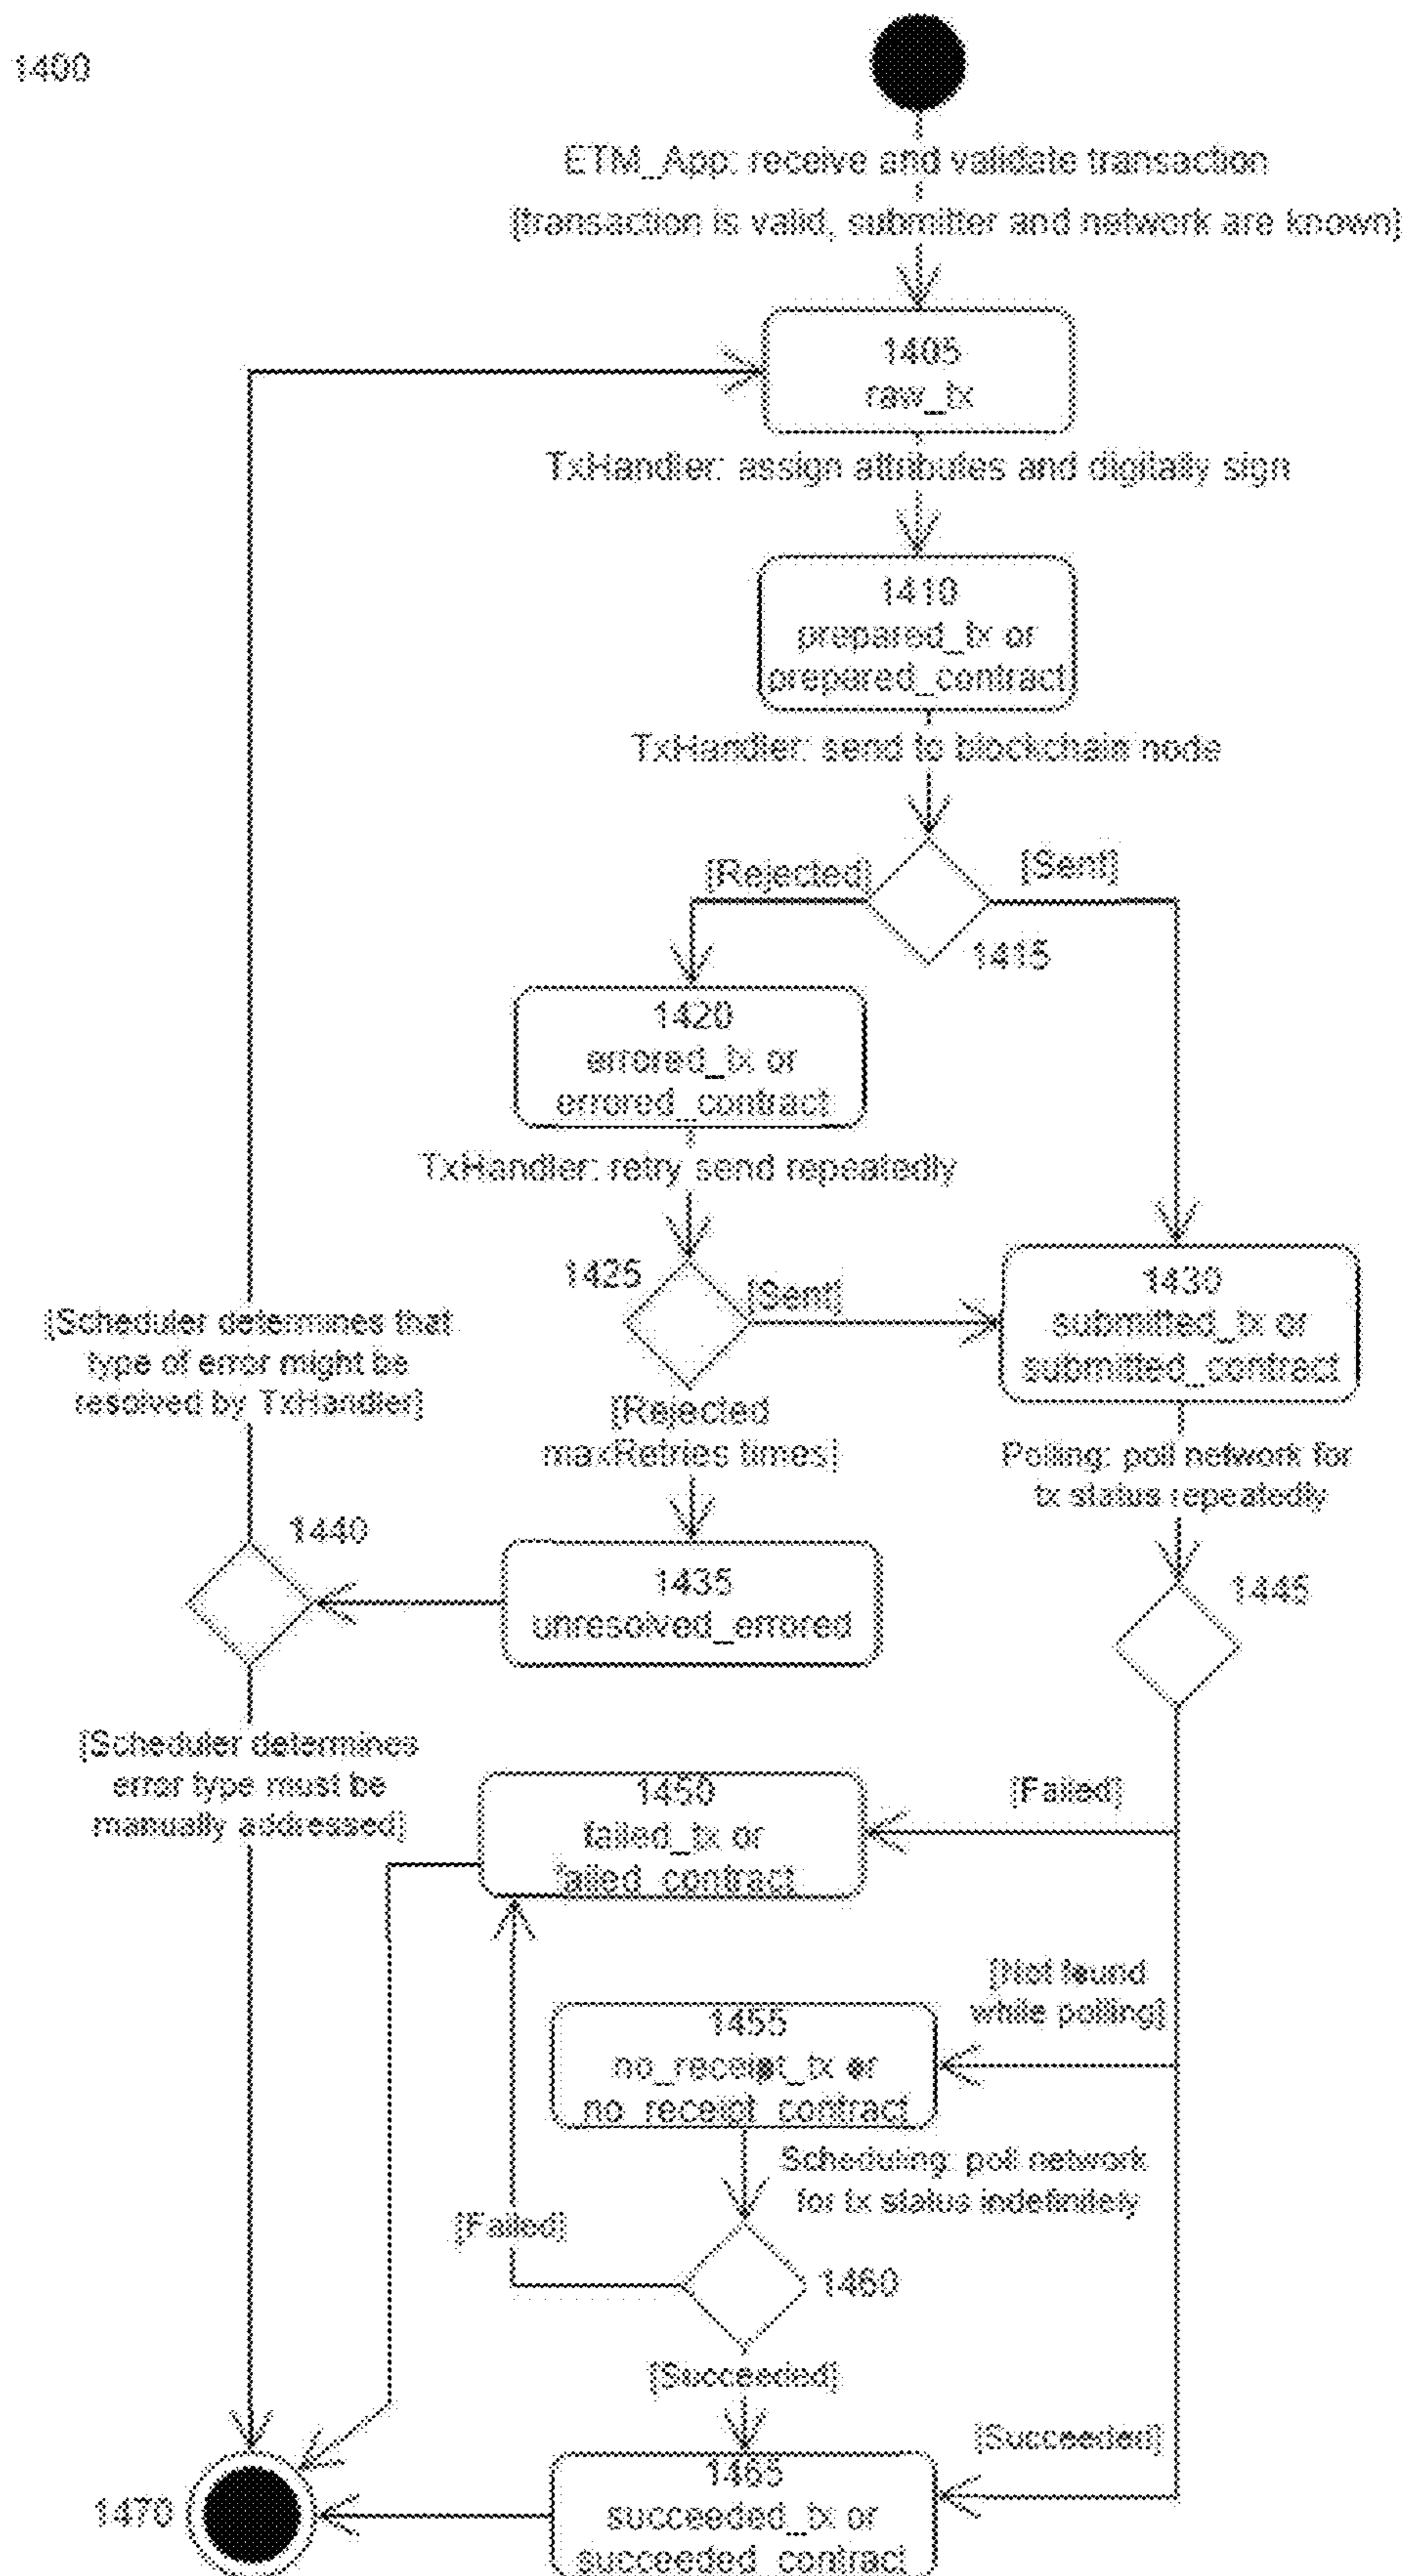 1400
ETM_App: receive and validate transaction
[transaction is valid, submitter and network are known]
1405
raw_tx
TxHandler: assign attributes and digitally sign
1410
prepared_tx or
prepared_contract
TxHandler: send to blockchain node
[Rejected]
[Sent]
1415
1420
errored_tx or
errored_contract
TxHandler: retry send repeatedly
1425
[Sent]
1430
submitted_tx or
submitted_contract
[Scheduler determines that
type of error might be
resolved by TxHandler]
[Rejected
maxRetries times]
Polling: poll network for
tx status repeatedly
1440
1435
unresolved_errored
1445
[Scheduler determines
error type must be
manually addressed]
1450
failed_tx or
failed_contract
[Failed]
[Not found
while polling]
1455
no_receipt_tx or
no_receipt_contract
Scheduling: poll network
for tx status indefinitely
[Failed]
1460
[Succeeded]
[Succeeded]
1465
succeeded_tx or
succeeded_contract
1470